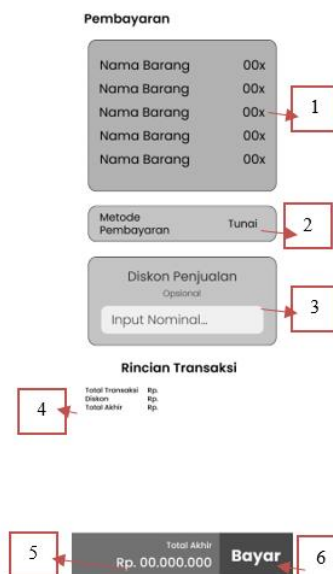 Pembayaran
Nama Barang 00x
Nama Barang 00x
Nama Barang 00x
1
Nama Barang 00x
Nama Barang 00x
Metode
Pembayaran
Tunai
2
Diskon Penjualan
Opsional
Input Nominal...
3
Rincian Transaksi
4
Total Transaksi Rp.
Diskon Rp.
Total Akhir Rp.
5
Total Akhir
Rp. 00.000.000
Bayar
6